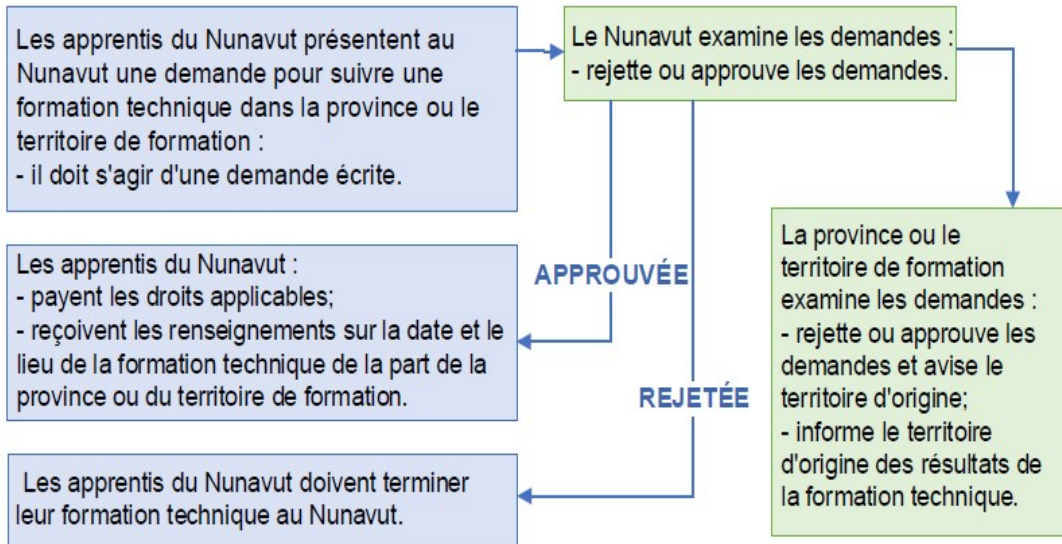 Les apprentis du Nunavut présentent au
Nunavut une demande pour suivre une
formation technique dans la province ou le
territoire de formation :
- il doit s'agir d'une demande écrite.
Le Nunavut examine les demandes :
- rejette ou approuve les demandes.
Les apprentis du Nunavut :
- payent les droits applicables;
- reçoivent les renseignements sur la date et le
lieu de la formation technique de la part de la
province ou du territoire de formation.
APPROUVÉE
REJETÉE
La province ou le
territoire de formation
examine les demandes :
- rejette ou approuve les
demandes et avise le
territoire d'origine;
- informe le territoire
d'origine des résultats de
la formation technique.
Les apprentis du Nunavut doivent terminer
leur formation technique au Nunavut.